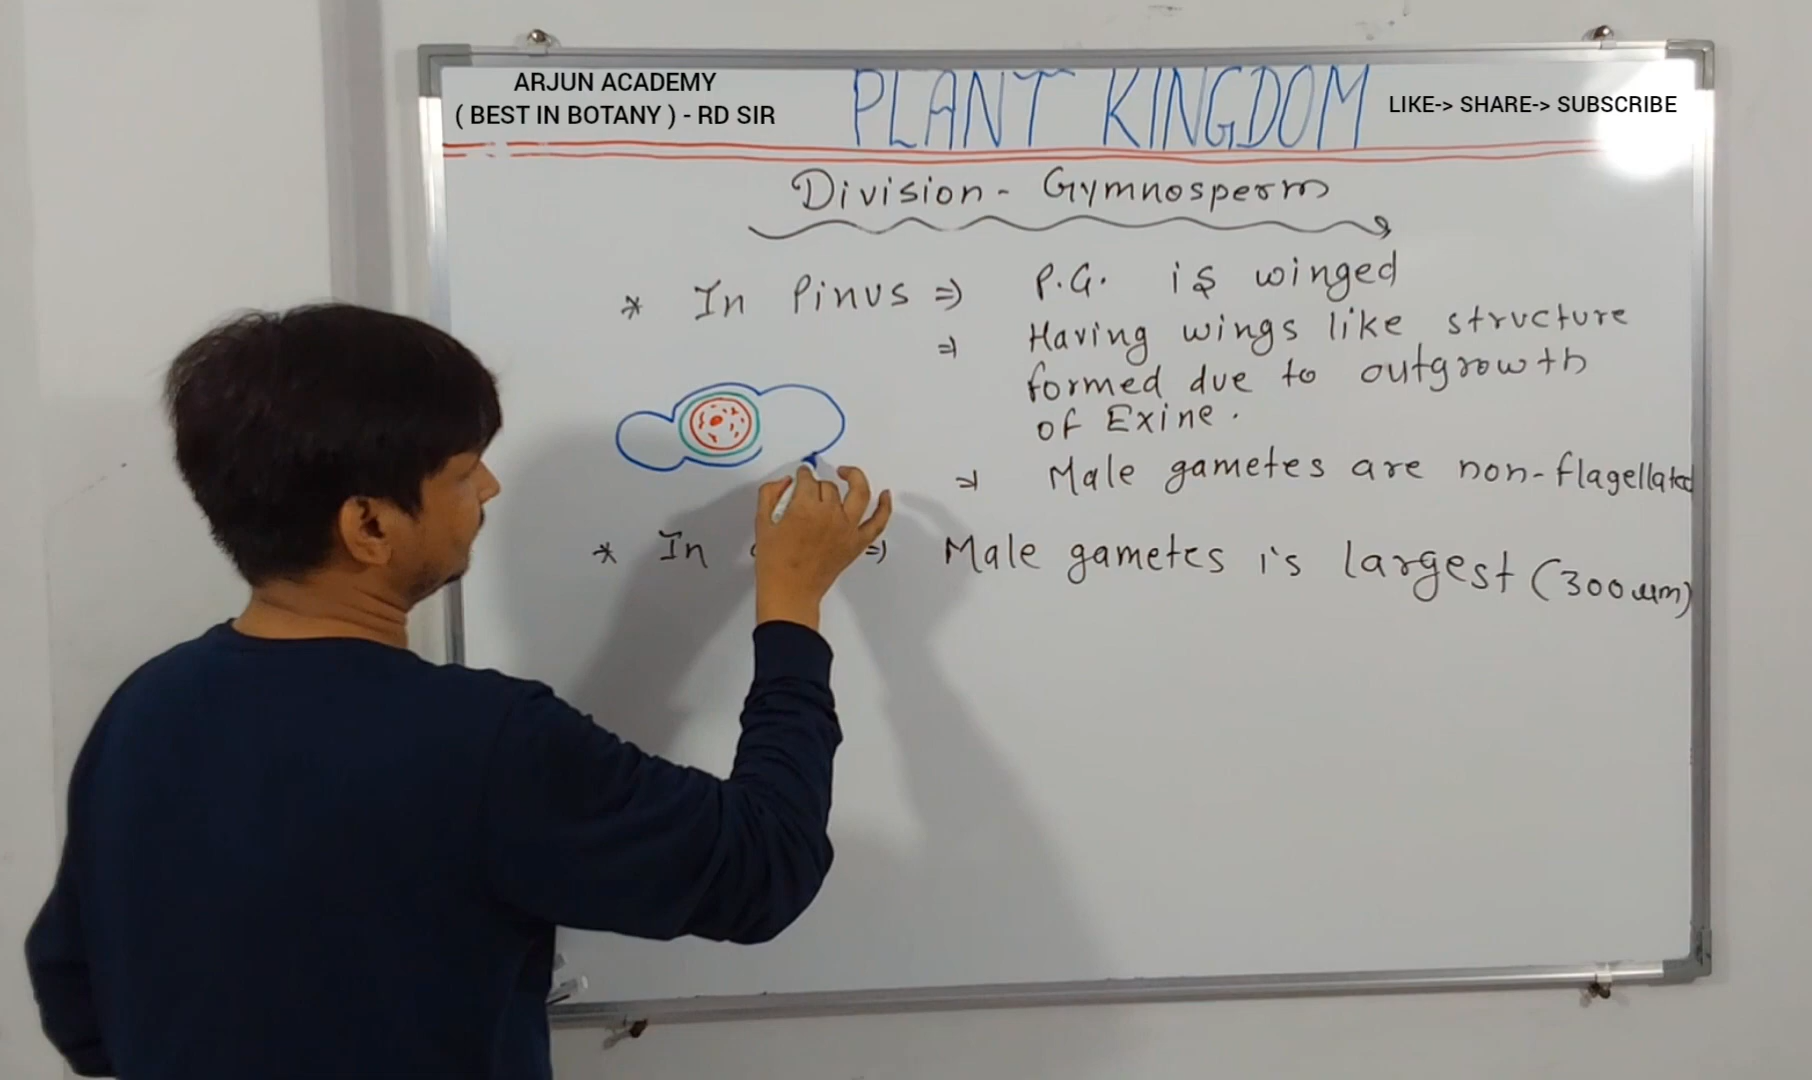 ARJUN ACADEMY
( BEST IN BOTANY ) - RD SIR
PLANT KINGDOM
LIKE-> SHARE-> SUBSCRIBE
Division - Gymnosperm
* In Pinus ⇒ P.G. is winged
⇒ Having wings like structure
formed due to outgrowth
of Exine.
⇒ Male gametes are non-flagellated
* In ⇒ Male gametes is largest (300 µm)